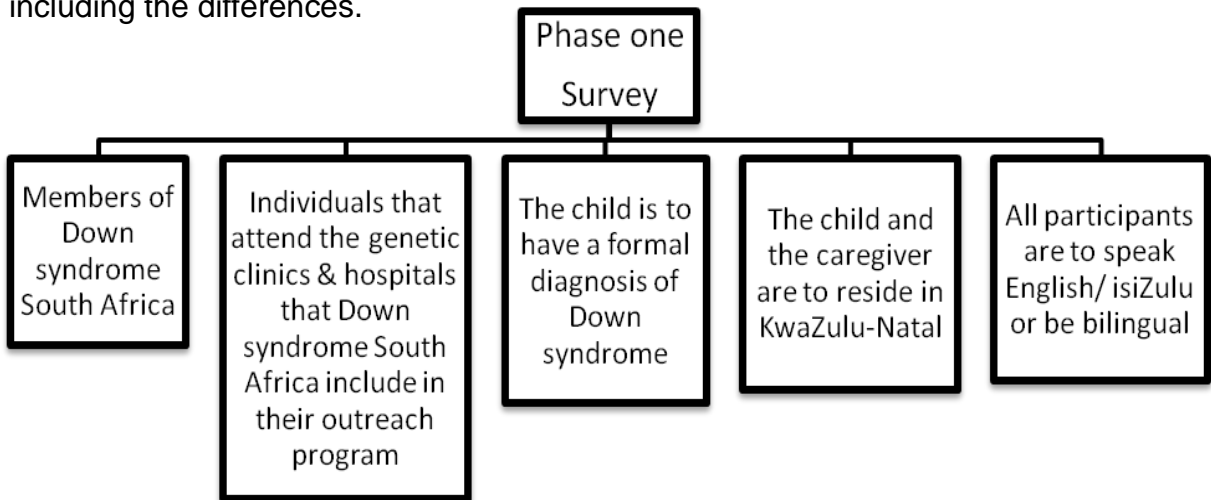 including the differences.
Phase one
Survey
Members of
Down
syndrome
South Africa
Individuals that
attend the genetic
clinics & hospitals
that Down
syndrome South
Africa include in
their outreach
program
The child is to
have a formal
diagnosis of
Down
syndrome
The child and
the caregiver
are to reside in
KwaZulu-Natal
All participants
are to speak
English/ isiZulu
or be bilingual